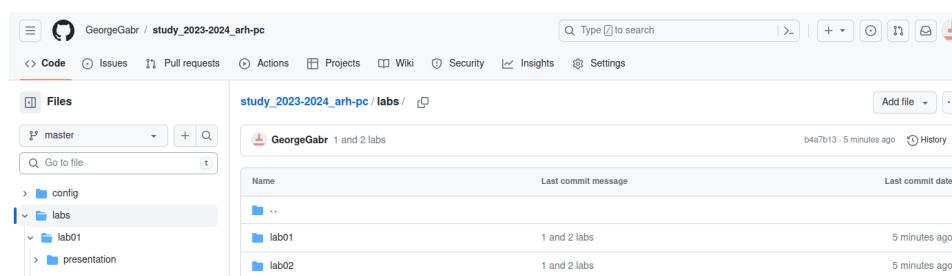 GeorgeGabr / study_2023-2024_arh-pc
Type / to search
Code Issues Pull requests Actions Projects Wiki Security Insights Settings
Files
study_2023-2024_arh-pc / labs /
Add file
master
GeorgeGabr 1 and 2 labs
b4a7b13 · 5 minutes ago History
Go to file t
Name Last commit message Last commit date
config
..
labs
lab01 1 and 2 labs 5 minutes ago
lab01
presentation
lab02 1 and 2 labs 5 minutes ago